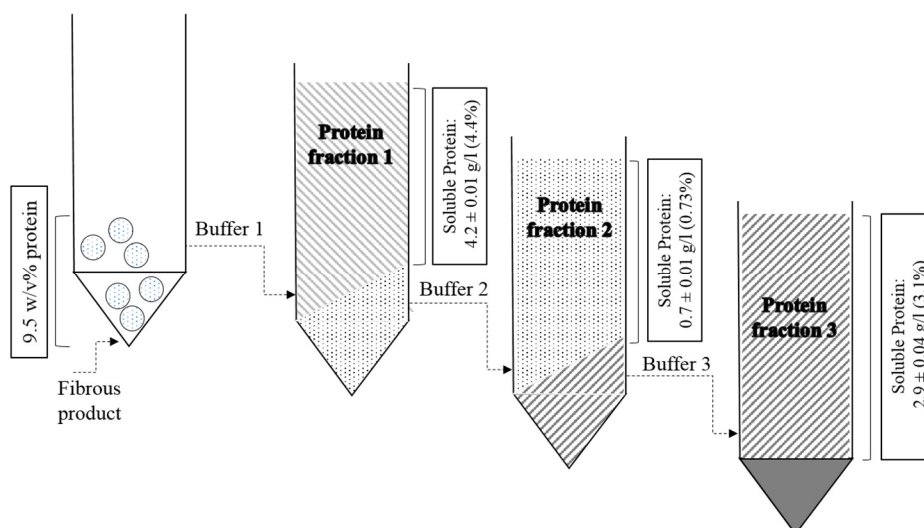 9.5 w/v% protein
Fibrous
product
Buffer 1
Protein
fraction 1
Soluble Protein:
4.2 ± 0.01 g/l (4.4%)
Buffer 2
Protein
fraction 2
Soluble Protein:
0.7 ± 0.01 g/l (0.73%)
Buffer 3
Protein
fraction 3
Soluble Protein:
2.9 ± 0.04 g/l (3.1%)